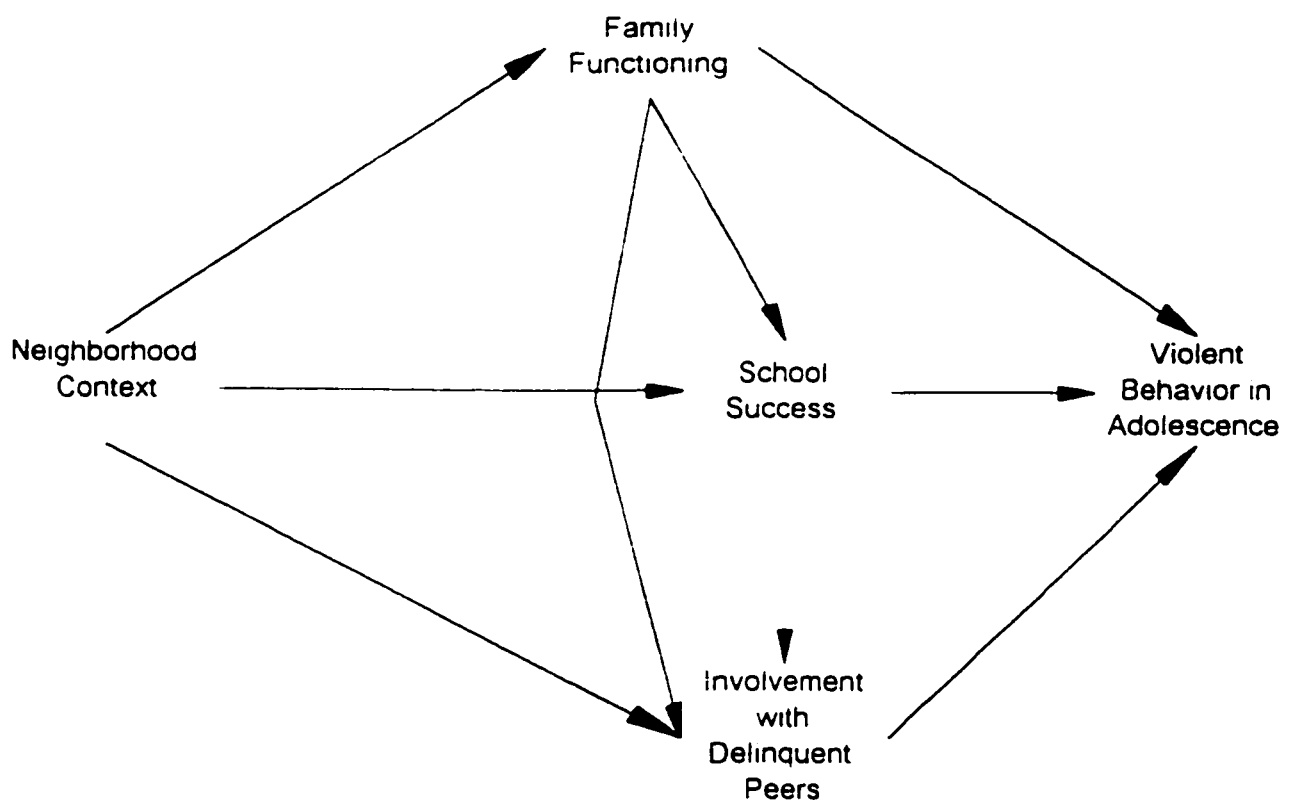 Family
Functioning
Neighborhood
Context
School
Success
Violent
Behavior in
Adolescence
Involvement
with
Delinquent
Peers